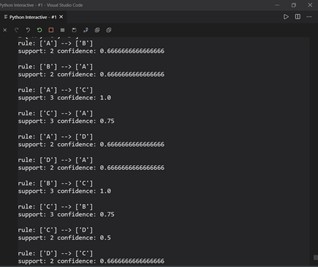 Python Interactive - #1 - Visual Studio Code
Python Interactive - #1 ×
rule: ['A'] --> ['B']
support: 2 confidence: 0.6666666666666666
rule: ['B'] --> ['A']
support: 2 confidence: 0.6666666666666666
rule: ['A'] --> ['C']
support: 3 confidence: 1.0
rule: ['C'] --> ['A']
support: 3 confidence: 0.75
rule: ['A'] --> ['D']
support: 2 confidence: 0.6666666666666666
rule: ['D'] --> ['A']
support: 2 confidence: 0.6666666666666666
rule: ['B'] --> ['C']
support: 3 confidence: 1.0
rule: ['C'] --> ['B']
support: 3 confidence: 0.75
rule: ['C'] --> ['D']
support: 2 confidence: 0.5
rule: ['D'] --> ['C']
support: 2 confidence: 0.6666666666666666